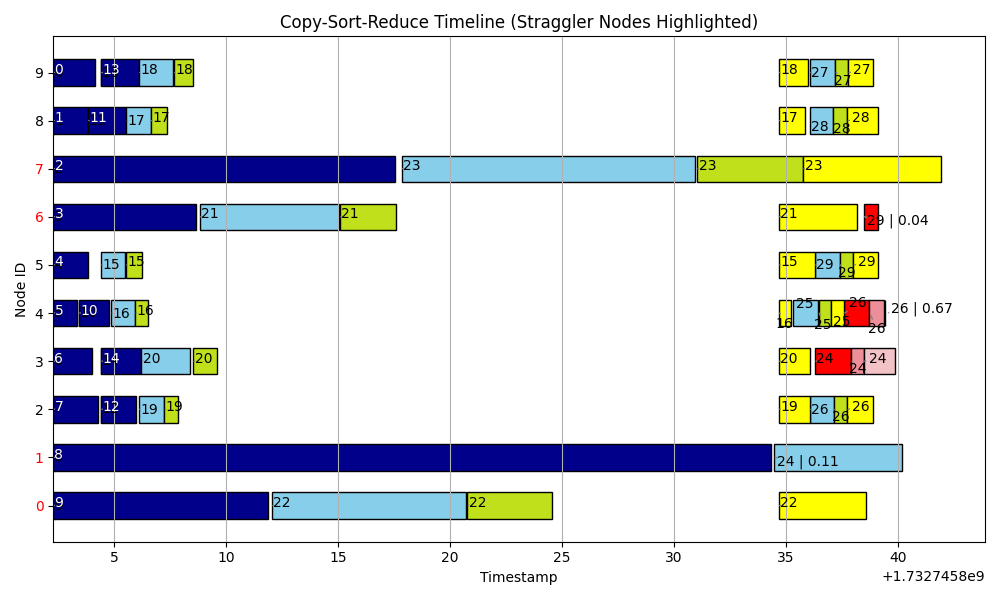 Copy-Sort-Reduce Timeline (Straggler Nodes Highlighted)
9 0 13 18 18 18 27 27 27
8 1 11 17 17 17 28 28 28
7 2 23 23 23
6 3 21 21 21 29 | 0.04
5 4 15 15 15 29 29 29
4 5 10 16 16 16 25 25 25 26 26 26 | 0.67
3 6 14 20 20 20 24 24 24
2 7 12 19 19 19 26 26 26
1 8 24 | 0.11
0 9 22 22 22
Node ID
5 10 15 20 25 30 35 40
Timestamp
+1.7327458e9